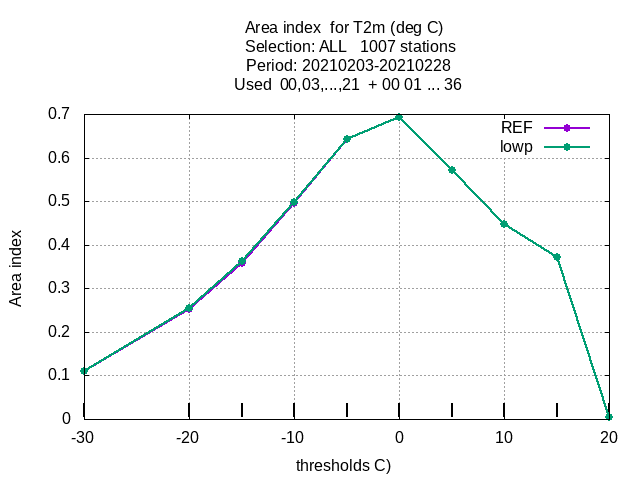 Area index  for T2m (deg C)
Selection: ALL   1007 stations
Period: 20210203-20210228
Used  00,03,...,21  + 00 01 ... 36
REF
lowp
0.7
0.6
0.5
0.4
0.3
0.2
0.1
0
Area index
-30
-20
-10
0
10
20
thresholds C)